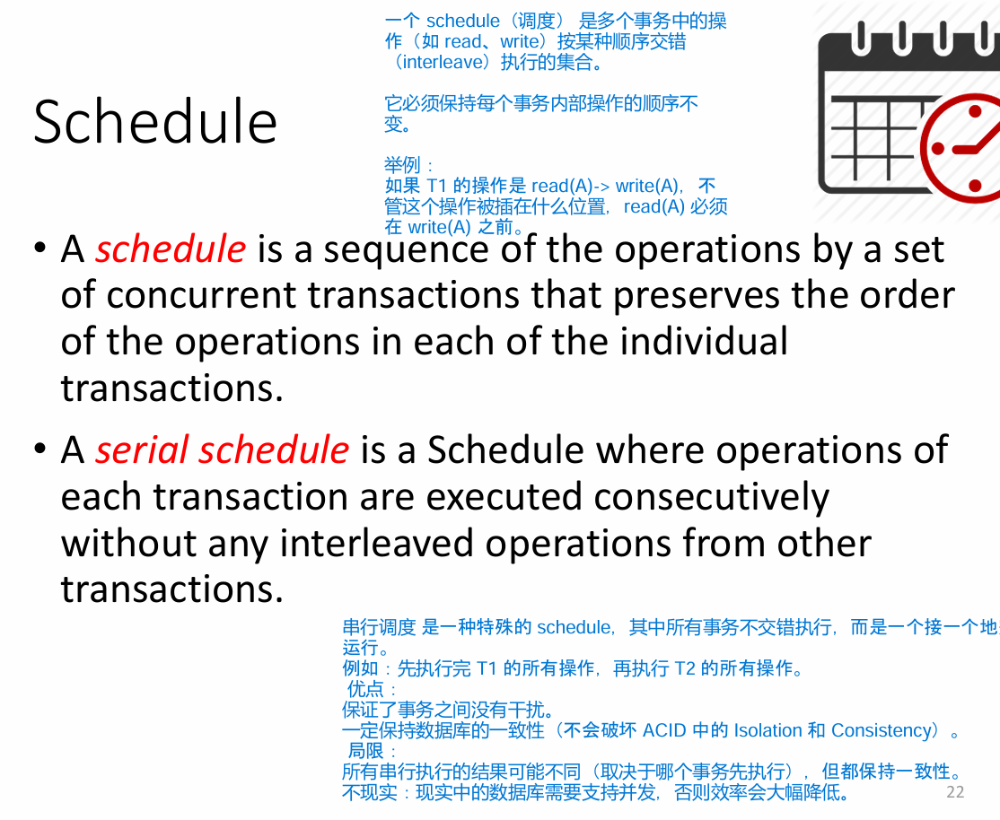 一个 schedule（调度） 是多个事务中的操
作（如 read、write）按某种顺序交错
（interleave）执行的集合。
它必须保持每个事务内部操作的顺序不
变。
举例：
如果 T1 的操作是 read(A)-> write(A)，不
管这个操作被插在什么位置，read(A) 必须
在 write(A) 之前。
Schedule
• A schedule is a sequence of the operations by a set
of concurrent transactions that preserves the order
of the operations in each of the individual
transactions.
• A serial schedule is a Schedule where operations of
each transaction are executed consecutively
without any interleaved operations from other
transactions.
串行调度 是一种特殊的 schedule，其中所有事务不交错执行，而是一个接一个地
运行。
例如：先执行完 T1 的所有操作，再执行 T2 的所有操作。
优点：
保证了事务之间没有干扰。
一定保持数据库的一致性（不会破坏 ACID 中的 Isolation 和 Consistency）。
局限：
所有串行执行的结果可能不同（取决于哪个事务先执行），但都保持一致性。
不现实：现实中的数据库需要支持并发，否则效率会大幅降低。
22